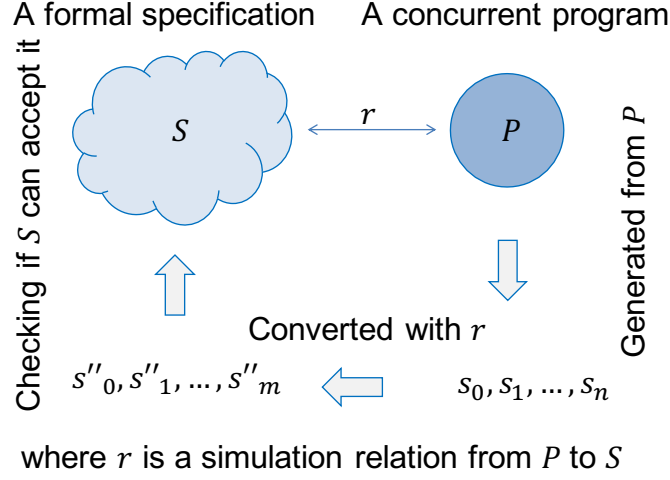 A formal specification
A concurrent program
Checking if S can accept it
S
r
P
Generated from P
Converted with r
s''₀, s''₁, …, s''ₘ
s₀, s₁, …, sₙ
where r is a simulation relation from P to S